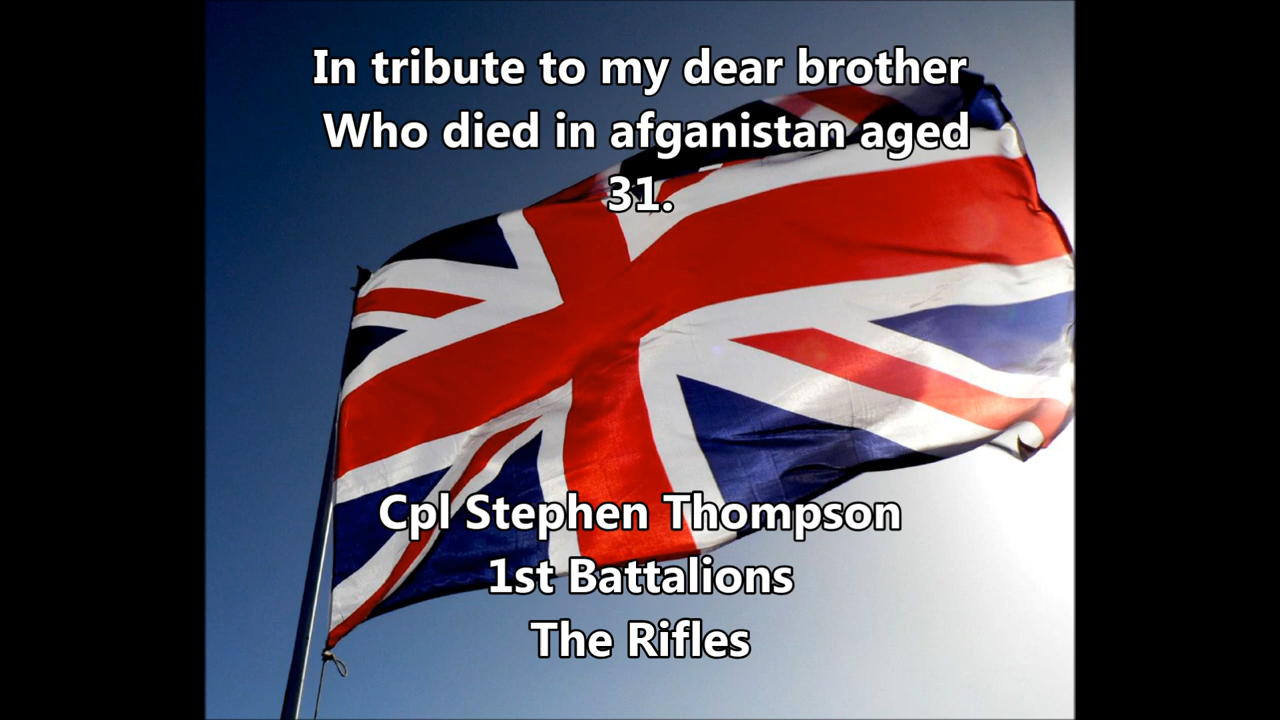 In tribute to my dear brother
Who died in afganistan aged
31.
Cpl Stephen Thompson
1st Battalions
The Rifles